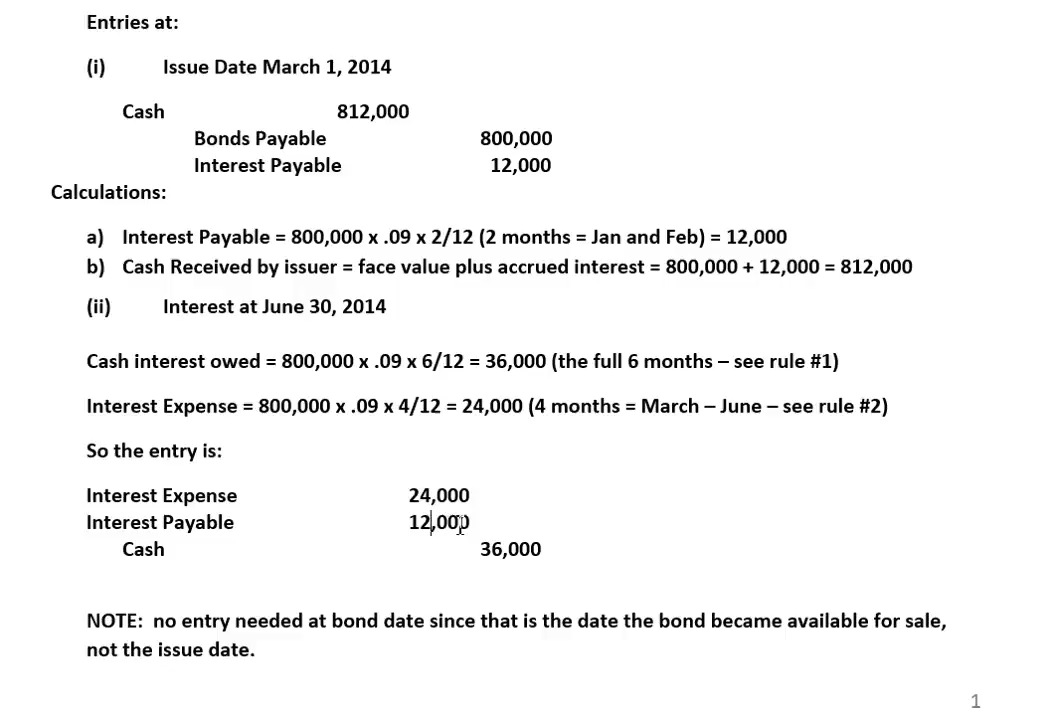 Entries at:
(i) Issue Date March 1, 2014
Cash 812,000
Bonds Payable 800,000
Interest Payable 12,000
Calculations:
a) Interest Payable = 800,000 x .09 x 2/12 (2 months = Jan and Feb) = 12,000
b) Cash Received by issuer = face value plus accrued interest = 800,000 + 12,000 = 812,000
(ii) Interest at June 30, 2014
Cash interest owed = 800,000 x .09 x 6/12 = 36,000 (the full 6 months – see rule #1)
Interest Expense = 800,000 x .09 x 4/12 = 24,000 (4 months = March – June – see rule #2)
So the entry is:
Interest Expense 24,000
Interest Payable 12,000
Cash 36,000
NOTE: no entry needed at bond date since that is the date the bond became available for sale,
not the issue date.
1